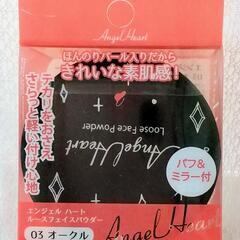 Angel Heart
ほんのりパール入りだから
きれいな素肌感!
テカリをおさえ
さらっと軽い付け心地
Loose Face Powder
Angel Heart
パフ&
ミラー付
エンジェル ハート
ルースフェイスパウダー
03 オークル
Angel Heart